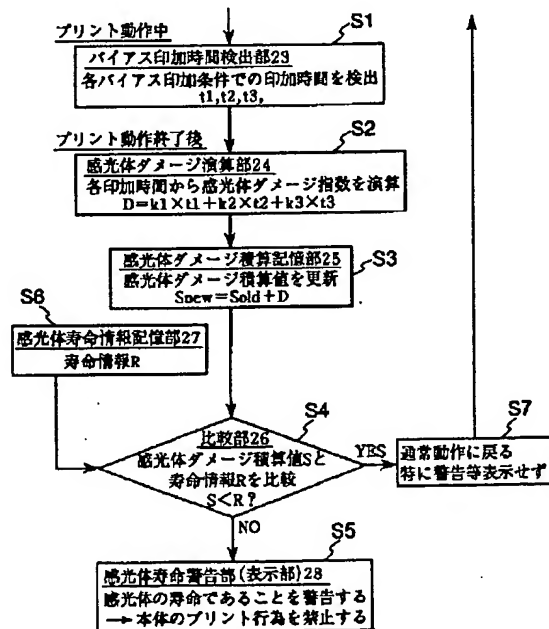 プリント動作中
S1
バイアス印加時間検出部29
各バイアス印加条件での印加時間を検出
t1,t2,t3,
プリント動作終了後
S2
感光体ダメージ演算部24
各印加時間から感光体ダメージ指数を演算
D=k1×t1+k2×t2+k3×t3
S3
感光体ダメージ積算記憶部25
感光体ダメージ積算値を更新
Snew=Sold+D
S6
感光体寿命情報記憶部27
寿命情報R
S4
比較部26
感光体ダメージ積算値Sと
寿命情報Rを比較
S<R?
YES
S7
通常動作に戻る
特に警告等表示せず
NO
S5
感光体寿命警告部(表示部)28
感光体の寿命であることを警告する
→本体のプリント行為を禁止する